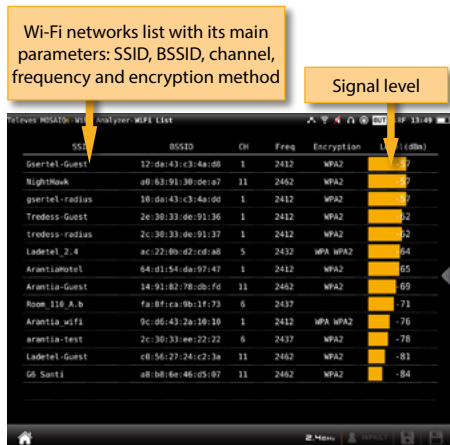 Wi-Fi networks list with its main
parameters: SSID, BSSID, channel,
frequency and encryption method
Signal level
Televes MOSAIQ6 WiFi Analyzer-WiFi List OUT RF 13:49
SSID BSSID CH Freq Encryption Level(dBm)
Gsertel-Guest 12:da:43:c3:4a:d8 1 2412 WPA2 -57
NightHawk a0:63:91:30:de:a7 11 2462 WPA2 -57
gsertel-radius 10:da:43:c3:4a:dd 1 2412 WPA2 -57
Tredess-Guest 2e:30:33:de:91:36 1 2412 WPA2 -62
tredess-radius 2c:30:33:de:91:37 1 2412 WPA2 -62
Ladetel_2.4 ac:22:0b:d2:cd:a8 5 2432 WPA WPA2 -64
ArantiaHotel 64:d1:54:da:97:47 1 2412 WPA2 -65
Arantia-Guest 14:91:82:78:db:fd 11 2462 WPA2 -69
Room_110_A.b fa:8f:ca:9b:1f:73 6 2437 -71
Arantia_wifi 9c:d6:43:2a:10:10 1 2412 WPA WPA2 -76
arantia-test 2c:30:33:ee:22:22 6 2437 WPA2 -78
Ladetel-Guest c0:56:27:24:c2:3a 11 2462 WPA2 -81
G6 Santi a8:b8:6e:46:d5:07 11 2462 WPA2 -84